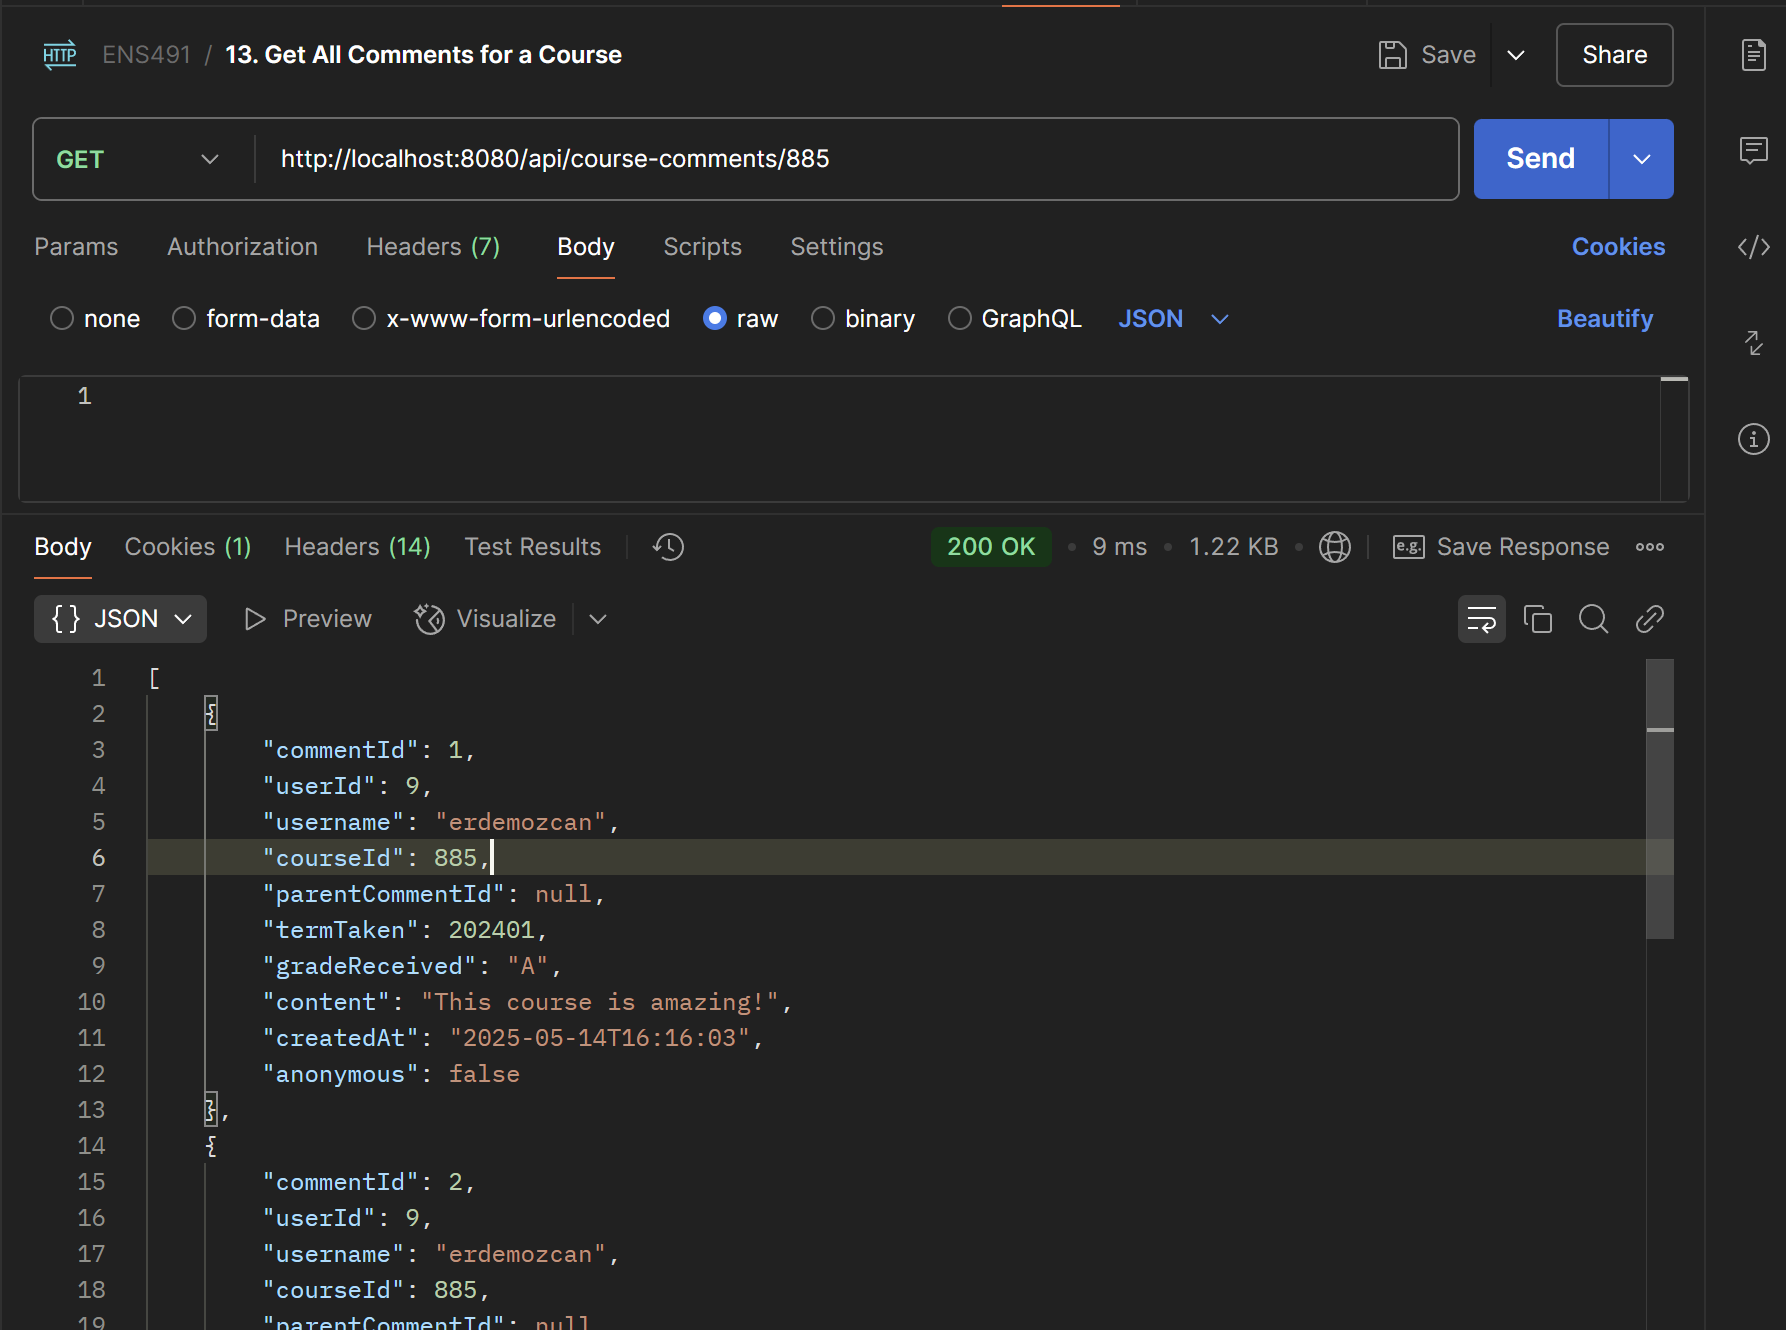 HTTP ENS491 / 13. Get All Comments for a Course Save Share
GET http://localhost:8080/api/course-comments/885 Send
Params Authorization Headers (7) Body Scripts Settings Cookies
none form-data x-www-form-urlencoded raw binary GraphQL JSON Beautify
1
Body Cookies (1) Headers (14) Test Results 200 OK • 9 ms • 1.22 KB • e.g. Save Response
{} JSON Preview Visualize
1 [
2 {
3 "commentId": 1,
4 "userId": 9,
5 "username": "erdemozcan",
6 "courseId": 885,
7 "parentCommentId": null,
8 "termTaken": 202401,
9 "gradeReceived": "A",
10 "content": "This course is amazing!",
11 "createdAt": "2025-05-14T16:16:03",
12 "anonymous": false
13 },
14 {
15 "commentId": 2,
16 "userId": 9,
17 "username": "erdemozcan",
18 "courseId": 885,
19 "parentCommentId": null